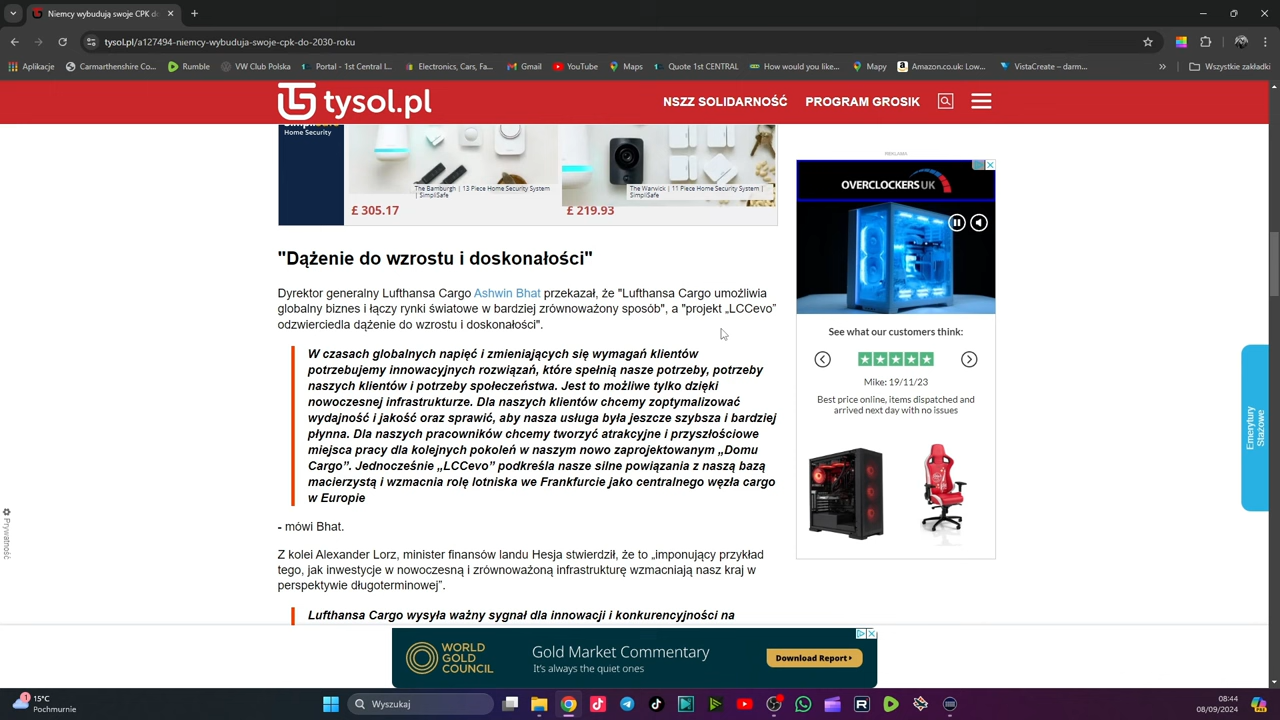 Niemcy wybudują swoje CPK do
tysol.pl/a127494-niemcy-wybuduja-swoje-cpk-do-2030-roku
Aplikacje
Carmarthenshire Co...
Rumble
VW Club Polska
Portal - 1st Central I...
Electronics, Cars, Fa...
Gmail
YouTube
Maps
Quote 1ST CENTRAL
How would you like...
Mapy
Amazon.co.uk: Low...
VistaCreate – darm...
»
Wszystkie zakładki
tysol.pl
NSZZ SOLIDARNOŚĆ
PROGRAM GROSIK
Home Security
The Bamburgh | 13 Piece Home Security System
| SimpliSafe
£ 305.17
The Warwick | 11 Piece Home Security System |
SimpliSafe
£ 219.93
"Dążenie do wzrostu i doskonałości"
Dyrektor generalny Lufthansa Cargo Ashwin Bhat przekazał, że "Lufthansa Cargo umożliwia
globalny biznes i łączy rynki światowe w bardziej zrównoważony sposób", a "projekt „LCCevo”
odzwierciedla dążenie do wzrostu i doskonałości".
W czasach globalnych napięć i zmieniających się wymagań klientów
potrzebujemy innowacyjnych rozwiązań, które spełnią nasze potrzeby, potrzeby
naszych klientów i potrzeby społeczeństwa. Jest to możliwe tylko dzięki
nowoczesnej infrastrukturze. Dla naszych klientów chcemy zoptymalizować
wydajność i jakość oraz sprawić, aby nasza usługa była jeszcze szybsza i bardziej
płynna. Dla naszych pracowników chcemy tworzyć atrakcyjne i przyszłościowe
miejsca pracy dla kolejnych pokoleń w naszym nowo zaprojektowanym „Domu
Cargo”. Jednocześnie „LCCevo” podkreśla nasze silne powiązania z naszą bazą
macierzystą i wzmacnia rolę lotniska we Frankfurcie jako centralnego węzła cargo
w Europie
- mówi Bhat.
Z kolei Alexander Lorz, minister finansów landu Hesja stwierdził, że to „imponujący przykład
tego, jak inwestycje w nowoczesną i zrównoważoną infrastrukturę wzmacniają nasz kraj w
perspektywie długoterminowej”.
Lufthansa Cargo wysyła ważny sygnał dla innowacji i konkurencyjności na
REKLAMA
OVERCLOCKERS UK
See what our customers think:
Mike: 19/11/23
Best price online, items dispatched and
arrived next day with no issues
Emerytury
Stażowe
Prywatność
WORLD
GOLD
COUNCIL
Gold Market Commentary
It's always the quiet ones
Download Report
1
15°C
Pochmurnie
Wyszukaj
08:44
08/09/2024